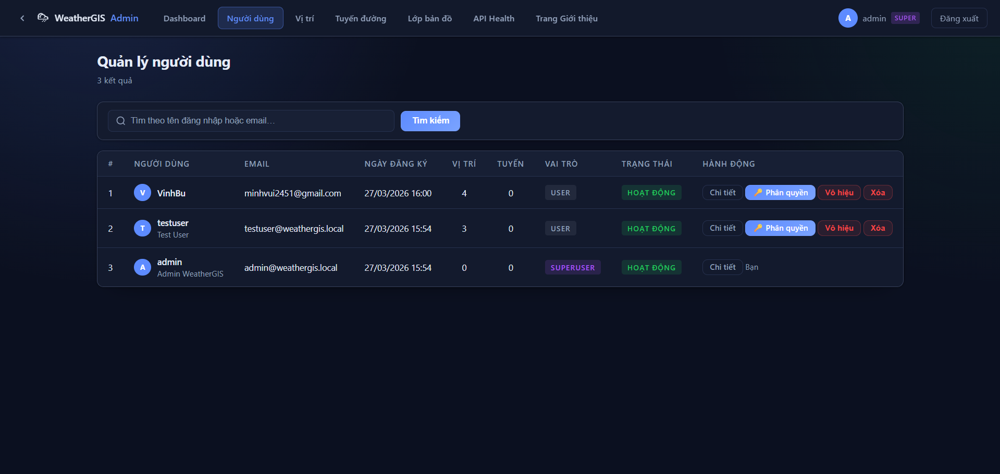 WeatherGIS Admin Dashboard Người dùng Vị trí Tuyến đường Lớp bản đồ API Health Trang Giới thiệu A admin SUPER Đăng xuất
Quản lý người dùng
3 kết quả
Tìm theo tên đăng nhập hoặc email… Tìm kiếm
# NGƯỜI DÙNG EMAIL NGÀY ĐĂNG KÝ VỊ TRÍ TUYẾN VAI TRÒ TRẠNG THÁI HÀNH ĐỘNG
1 V VinhBu minhvui2451@gmail.com 27/03/2026 16:00 4 0 USER HOẠT ĐỘNG Chi tiết 🔑 Phân quyền Vô hiệu Xóa
2 T testuser testuser@weathergis.local 27/03/2026 15:54 3 0 USER HOẠT ĐỘNG Chi tiết 🔑 Phân quyền Vô hiệu Xóa
Test User
3 A admin admin@weathergis.local 27/03/2026 15:54 0 0 SUPERUSER HOẠT ĐỘNG Chi tiết Bạn
Admin WeatherGIS